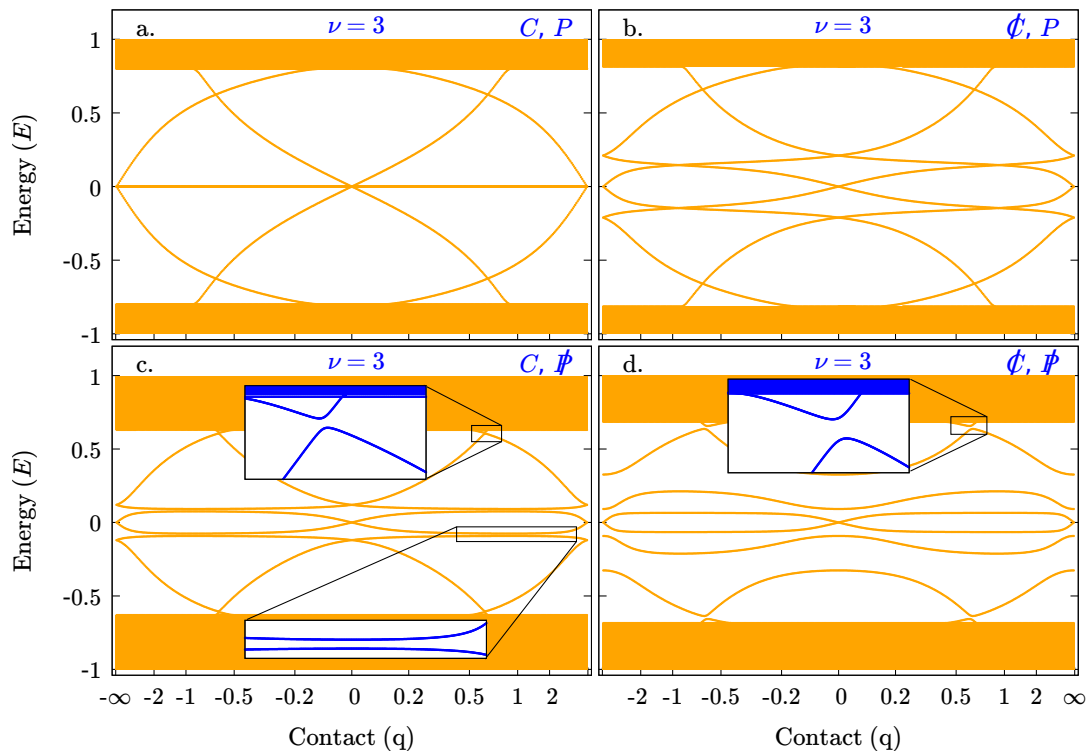 a. ν = 3 C, P
b. ν = 3 ₵, P
1
0.5
0
-0.5
-1
Energy (E)
c. ν = 3 C, P̸
d. ν = 3 ₵, P̸
1
0.5
0
-0.5
-1
Energy (E)
-∞ -2 -1 -0.5 -0.2 0 0.2 0.5 1 2
-2 -1 -0.5 -0.2 0 0.2 0.5 1 2 ∞
Contact (q)
Contact (q)